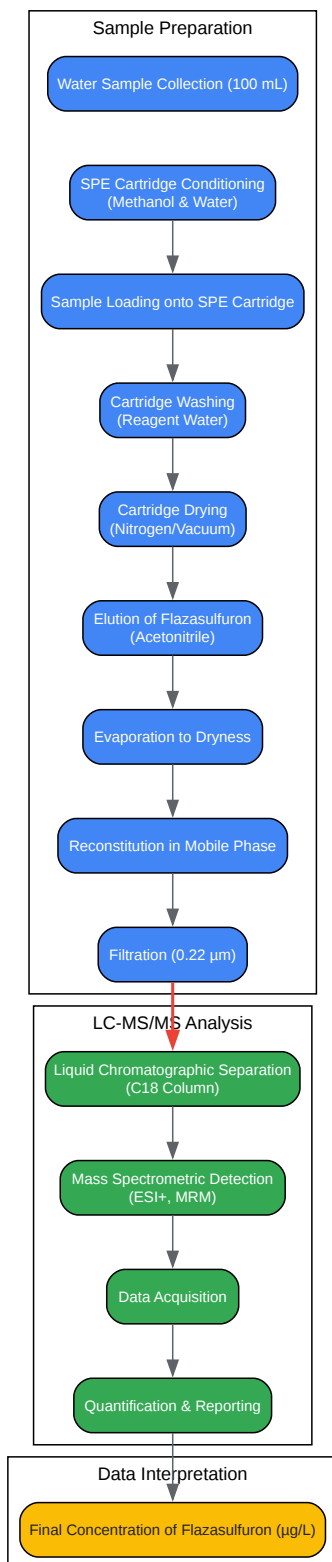 Sample Preparation
Water Sample Collection (100 mL)
SPE Cartridge Conditioning
(Methanol & Water)
Sample Loading onto SPE Cartridge
Cartridge Washing
(Reagent Water)
Cartridge Drying
(Nitrogen/Vacuum)
Elution of Flazasulfuron
(Acetonitrile)
Evaporation to Dryness
Reconstitution in Mobile Phase
Filtration (0.22 µm)
LC-MS/MS Analysis
Liquid Chromatographic Separation
(C18 Column)
Mass Spectrometric Detection
(ESI+, MRM)
Data Acquisition
Quantification & Reporting
Data Interpretation
Final Concentration of Flazasulfuron (µg/L)